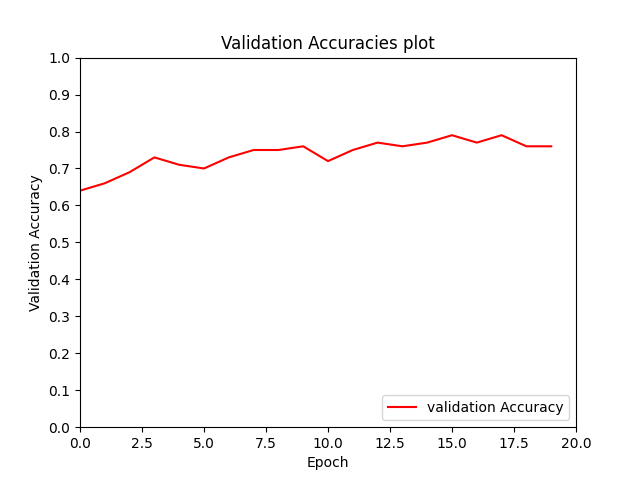 Validation Accuracies plot
1.0
0.9
0.8
0.7
0.6
0.5
0.4
0.3
0.2
0.1
0.0
Validation Accuracy
validation Accuracy
0.0 2.5 5.0 7.5 10.0 12.5 15.0 17.5 20.0
Epoch